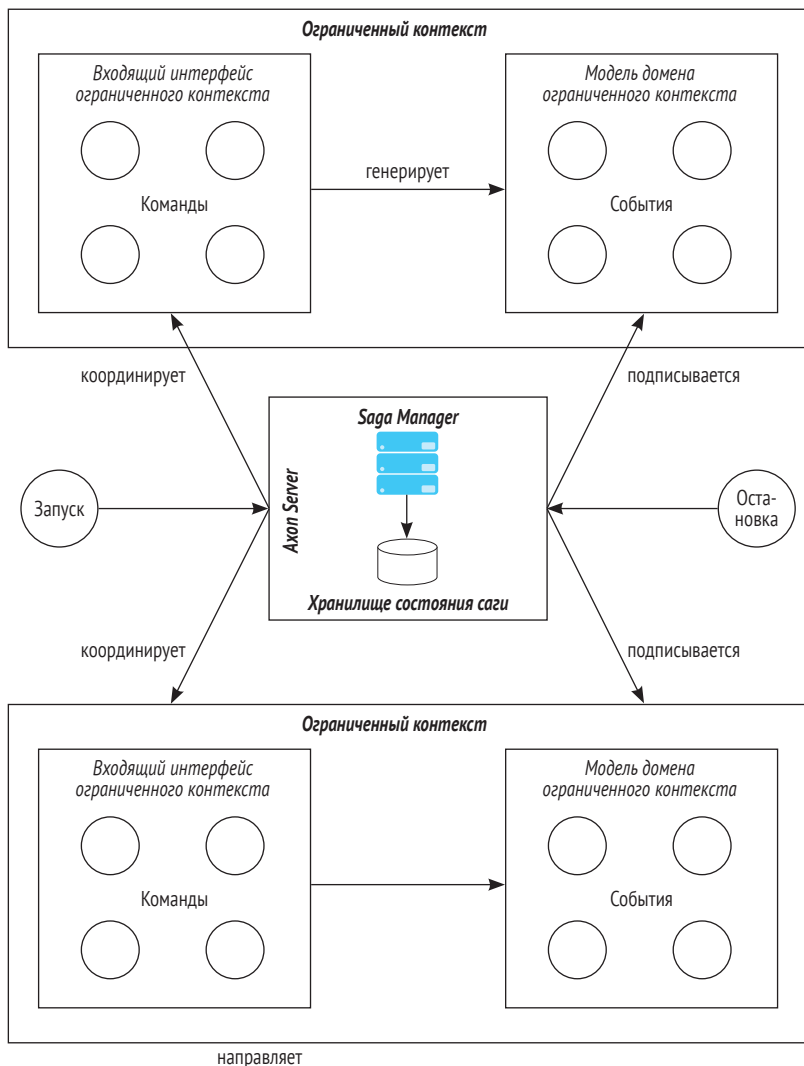 Ограниченный контекст
Входящий интерфейс
ограниченного контекста
Модель домена
ограниченного контекста
генерирует
Команды
События
координирует
подписывается
Saga Manager
Axon Server
Запуск
Оста-
новка
Хранилище состояния саги
координирует
подписывается
Ограниченный контекст
Входящий интерфейс
ограниченного контекста
Модель домена
ограниченного контекста
Команды
События
направляет